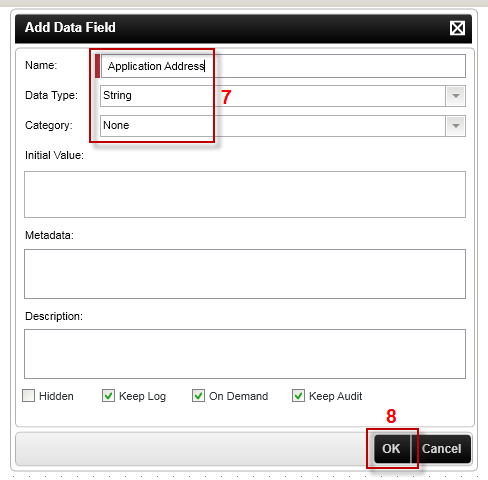 Add Data Field
Name: Application Address
Data Type: String 7
Category: None
Initial Value:
Metadata:
Description:
Hidden Keep Log On Demand Keep Audit
8
OK Cancel